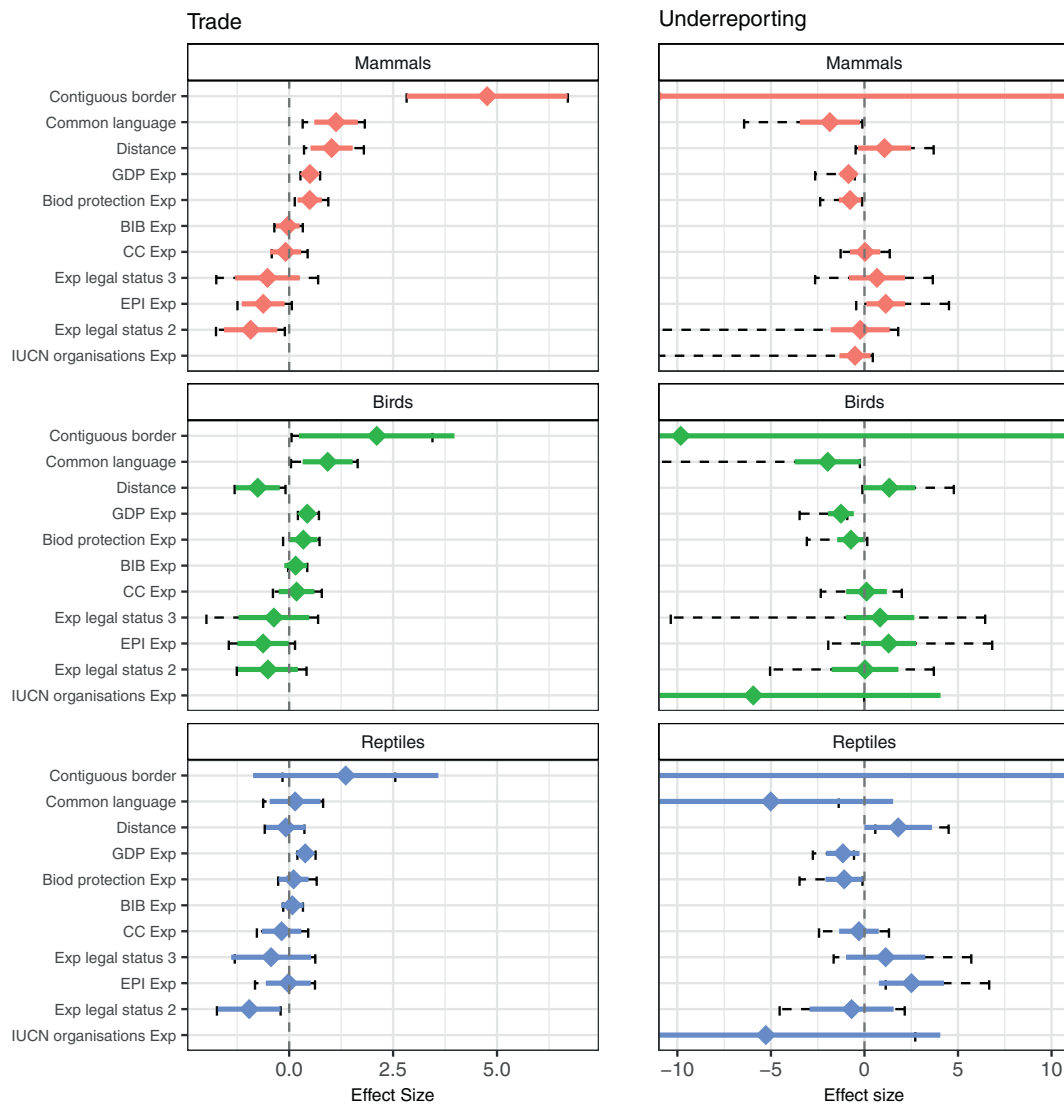 Trade
Underreporting
Mammals
Mammals
Contiguous border
Common language
Distance
GDP Exp
Biod protection Exp
BIB Exp
CC Exp
Exp legal status 3
EPI Exp
Exp legal status 2
IUCN organisations Exp
Birds
Birds
Contiguous border
Common language
Distance
GDP Exp
Biod protection Exp
BIB Exp
CC Exp
Exp legal status 3
EPI Exp
Exp legal status 2
IUCN organisations Exp
Reptiles
Reptiles
Contiguous border
Common language
Distance
GDP Exp
Biod protection Exp
BIB Exp
CC Exp
Exp legal status 3
EPI Exp
Exp legal status 2
IUCN organisations Exp
0.0 2.5 5.0
−10 −5 0 5 10
Effect Size
Effect size